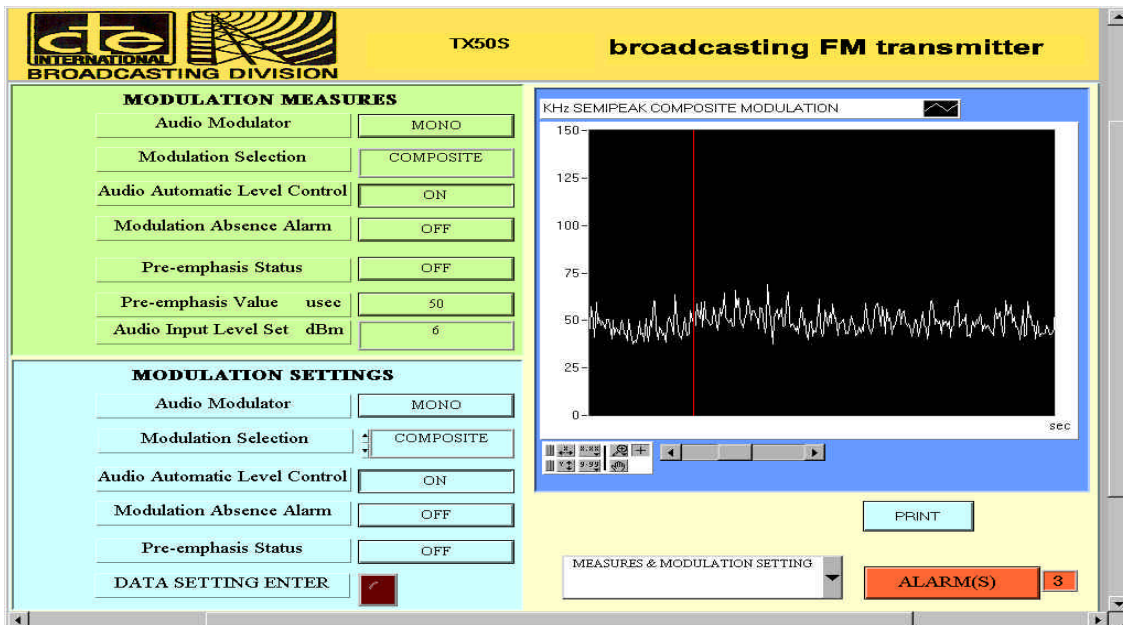 cte
INTERNATIONAL
BROADCASTING DIVISION
TX50S
broadcasting FM transmitter
MODULATION MEASURES
Audio Modulator MONO
Modulation Selection COMPOSITE
Audio Automatic Level Control ON
Modulation Absence Alarm OFF
Pre-emphasis Status OFF
Pre-emphasis Value usec 50
Audio Input Level Set dBm 6
MODULATION SETTINGS
Audio Modulator MONO
Modulation Selection COMPOSITE
Audio Automatic Level Control ON
Modulation Absence Alarm OFF
Pre-emphasis Status OFF
DATA SETTING ENTER
KHz SEMIPEAK COMPOSITE MODULATION
150
125
100
75
50
25
0
sec
X.XX
Y
9.99
PRINT
MEASURES & MODULATION SETTING
ALARM(S) 3